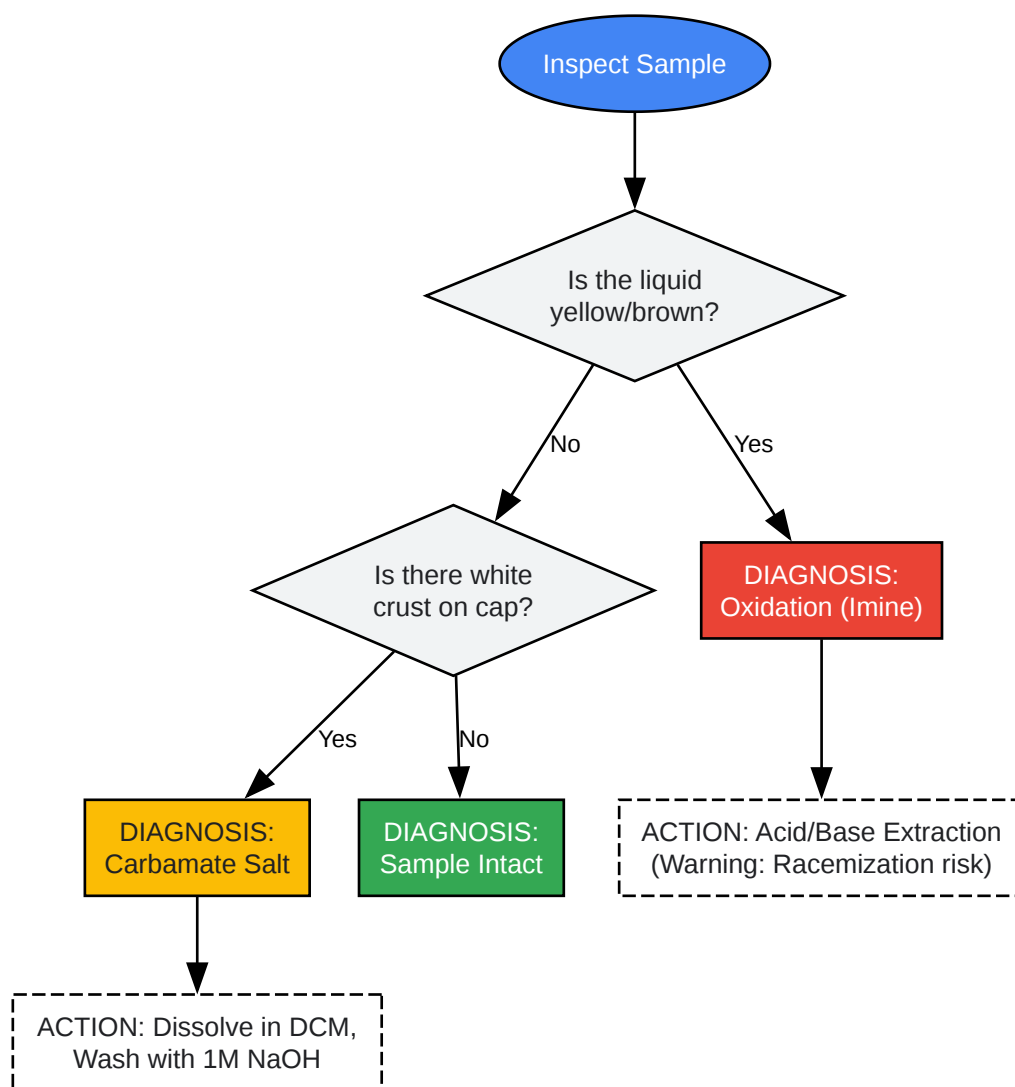 Inspect Sample
Is the liquid
yellow/brown?
No
Yes
Is there white
crust on cap?
DIAGNOSIS:
Oxidation (Imine)
Yes
No
DIAGNOSIS:
Carbamate Salt
DIAGNOSIS:
Sample Intact
ACTION: Acid/Base Extraction
(Warning: Racemization risk)
ACTION: Dissolve in DCM,
Wash with 1M NaOH